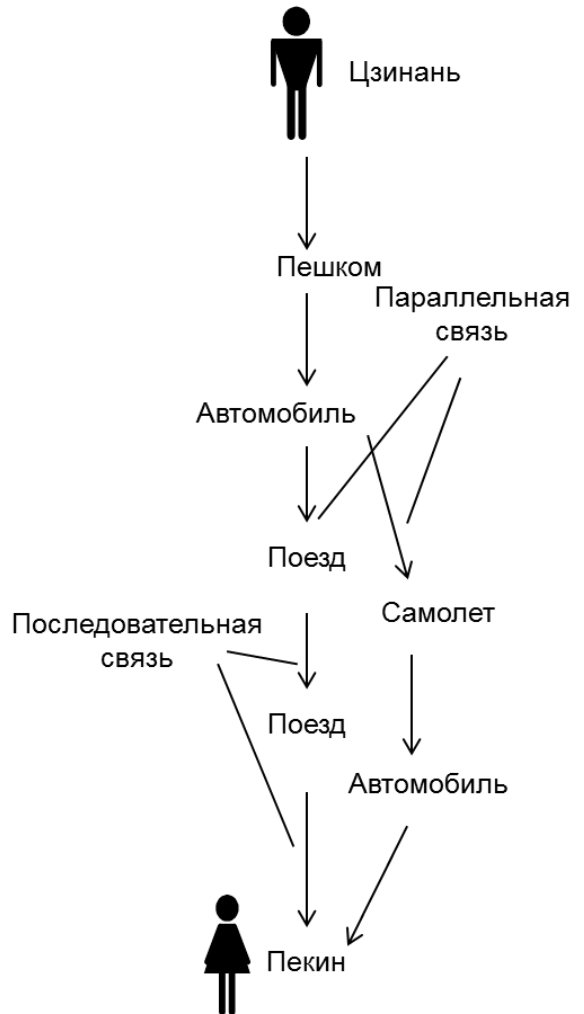 Цзинань
Пешком
Параллельная
связь
Автомобиль
Поезд
Самолет
Последовательная
связь
Поезд
Автомобиль
Пекин